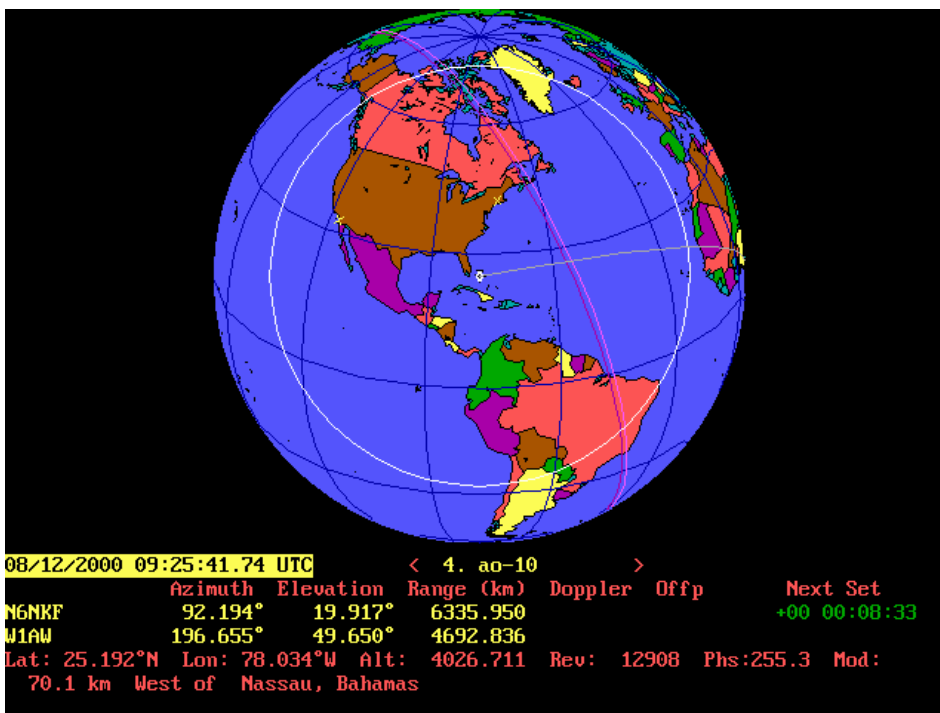 08/12/2000 09:25:41.74 UTC < 4. ao-10 >
Azimuth Elevation Range (km) Doppler Offp Next Set
N6NKF 92.194° 19.917° 6335.950 +00 00:08:33
W1AW 196.655° 49.650° 4692.836
Lat: 25.192°N Lon: 78.034°W Alt: 4026.711 Rev: 12908 Phs:255.3 Mod:
70.1 km West of Nassau, Bahamas